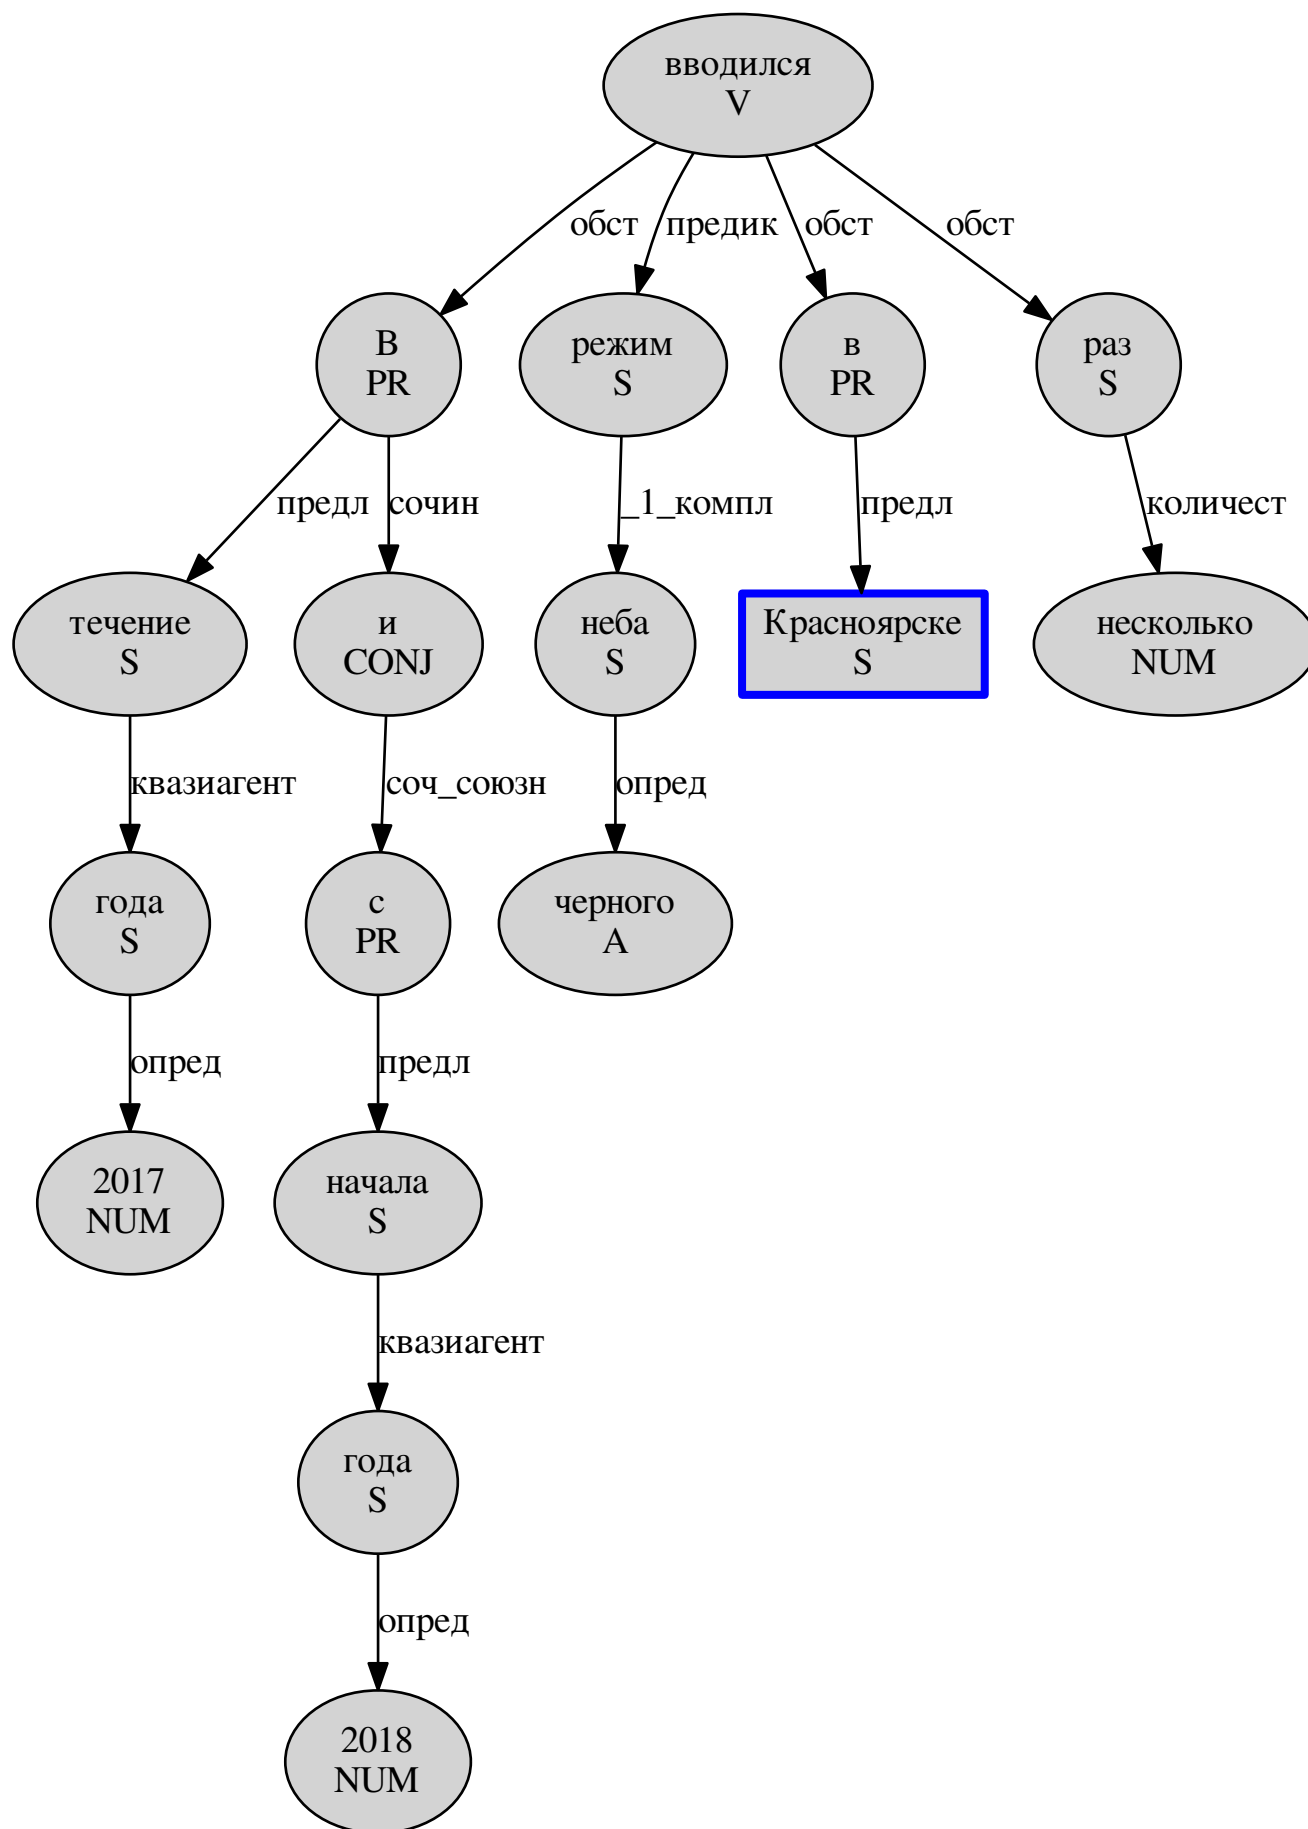 вводился
V
обст
предик
обст
обст
В
PR
режим
S
в
PR
раз
S
предл
сочин
_1_компл
предл
количест
течение
S
и
CONJ
неба
S
Красноярске
S
несколько
NUM
квазиагент
соч_союзн
опред
года
S
с
PR
черного
A
опред
предл
2017
NUM
начала
S
квазиагент
года
S
опред
2018
NUM